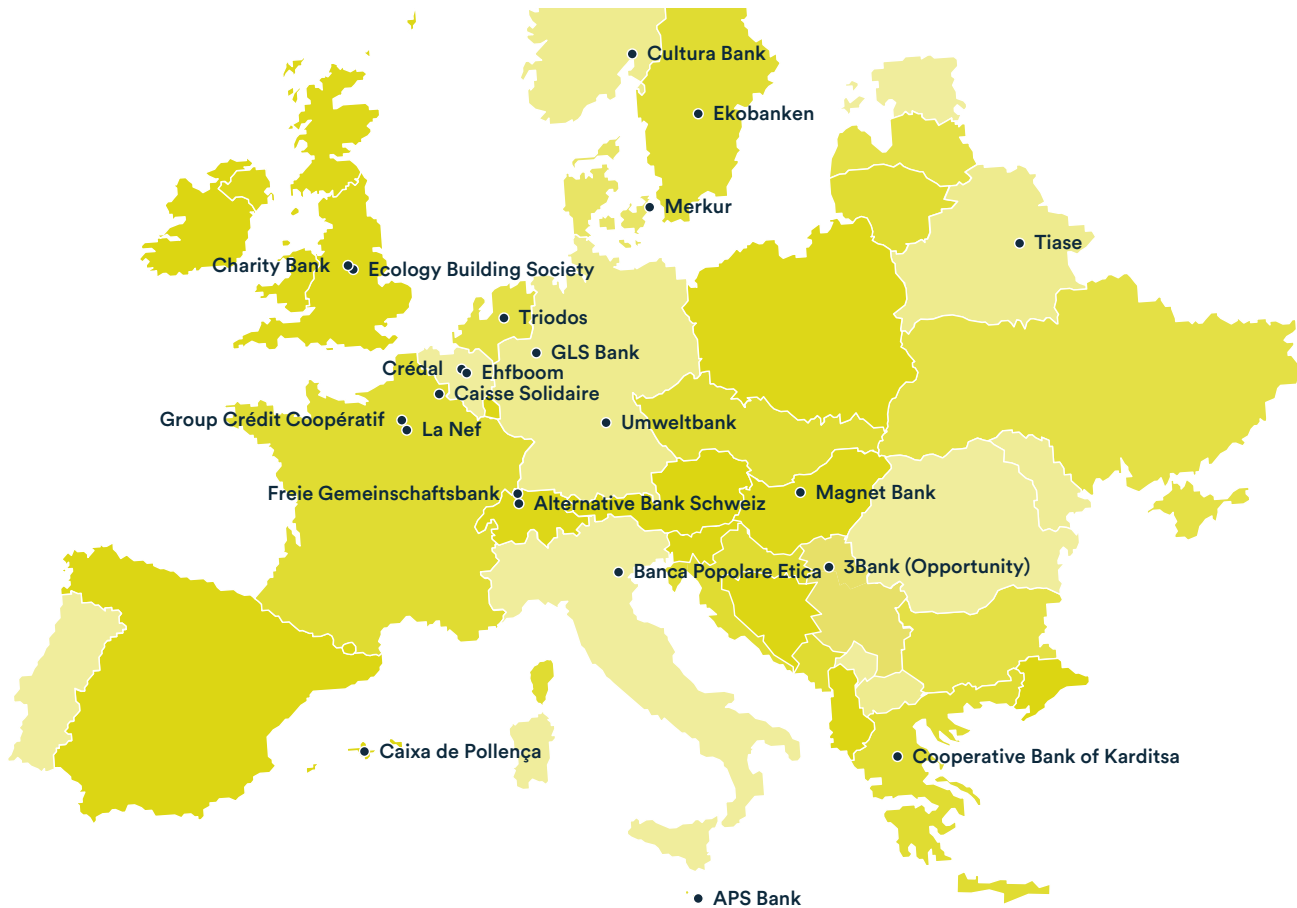 Cultura Bank
Ekobanken
Merkur
Tiase
Charity Bank
Ecology Building Society
Triodos
GLS Bank
Crédal
Ehfboom
Caisse Solidaire
Group Crédit Coopératif
La Nef
Umweltbank
Freie Gemeinschaftsbank
Alternative Bank Schweiz
Magnet Bank
Banca Popolare Etica
3Bank (Opportunity)
Caixa de Pollença
Cooperative Bank of Karditsa
APS Bank